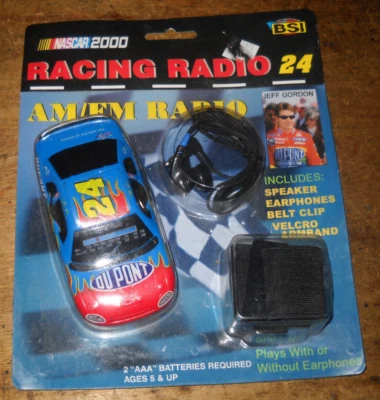 NASCAR 2000
BSI
RACING RADIO 24
AM/FM RADIO
JEFF GORDON
DUPONT
INCLUDES:
SPEAKER
EARPHONES
BELT CLIP
VELCRO
ARMBAND
24
DUPONT
Plays With or
Without Earphones
2 "AAA" BATTERIES REQUIRED
AGES 5 & UP